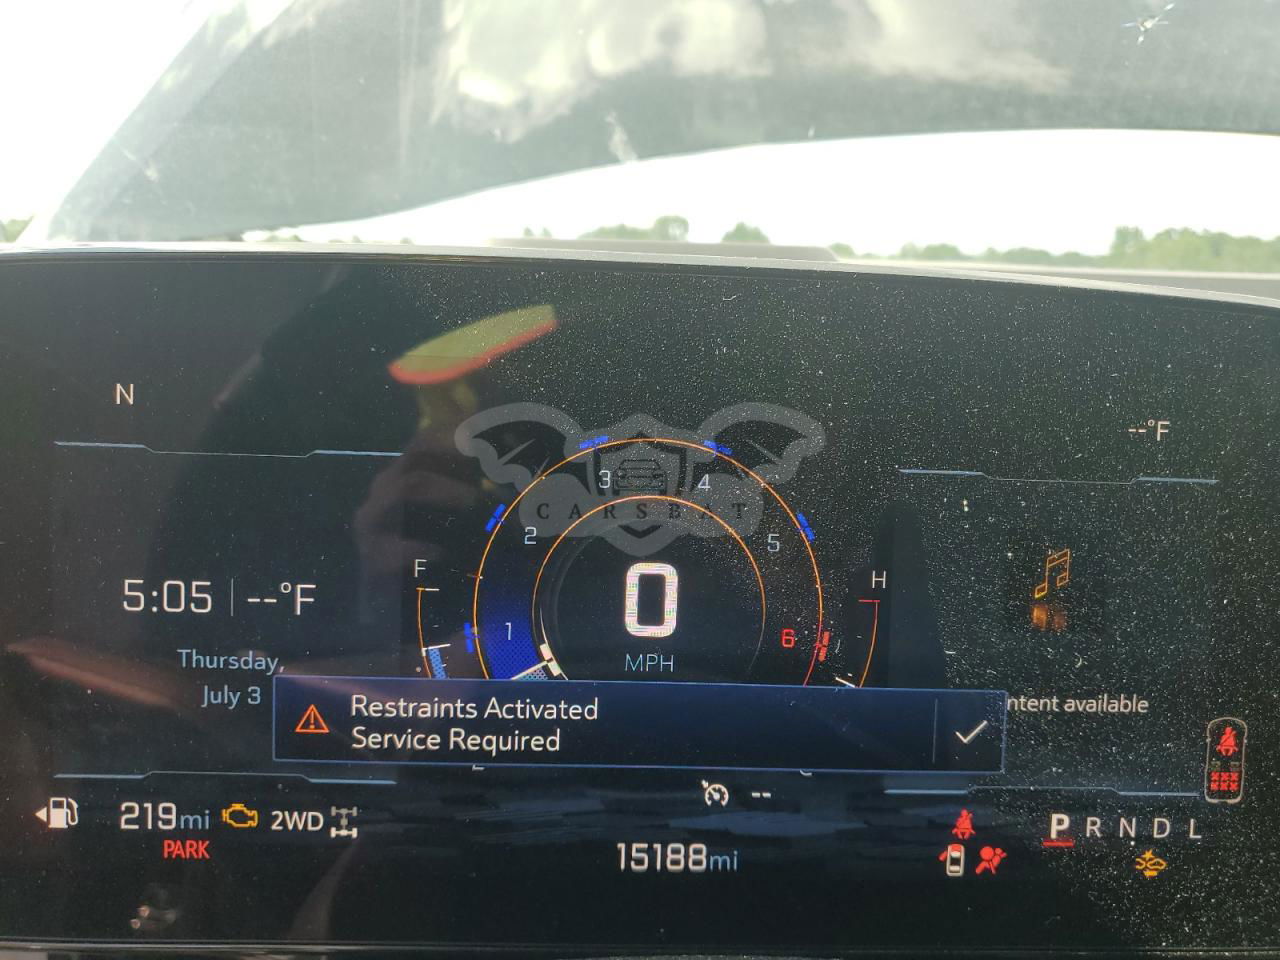 N
--°F
3
4
CARSBAT
2
5
F
H
5:05 --°F
0
1
6
MPH
Thursday,
July 3
Restraints Activated
Service Required
ntent available
219mi
2WD
--
PARK
P R N D L
15188mi